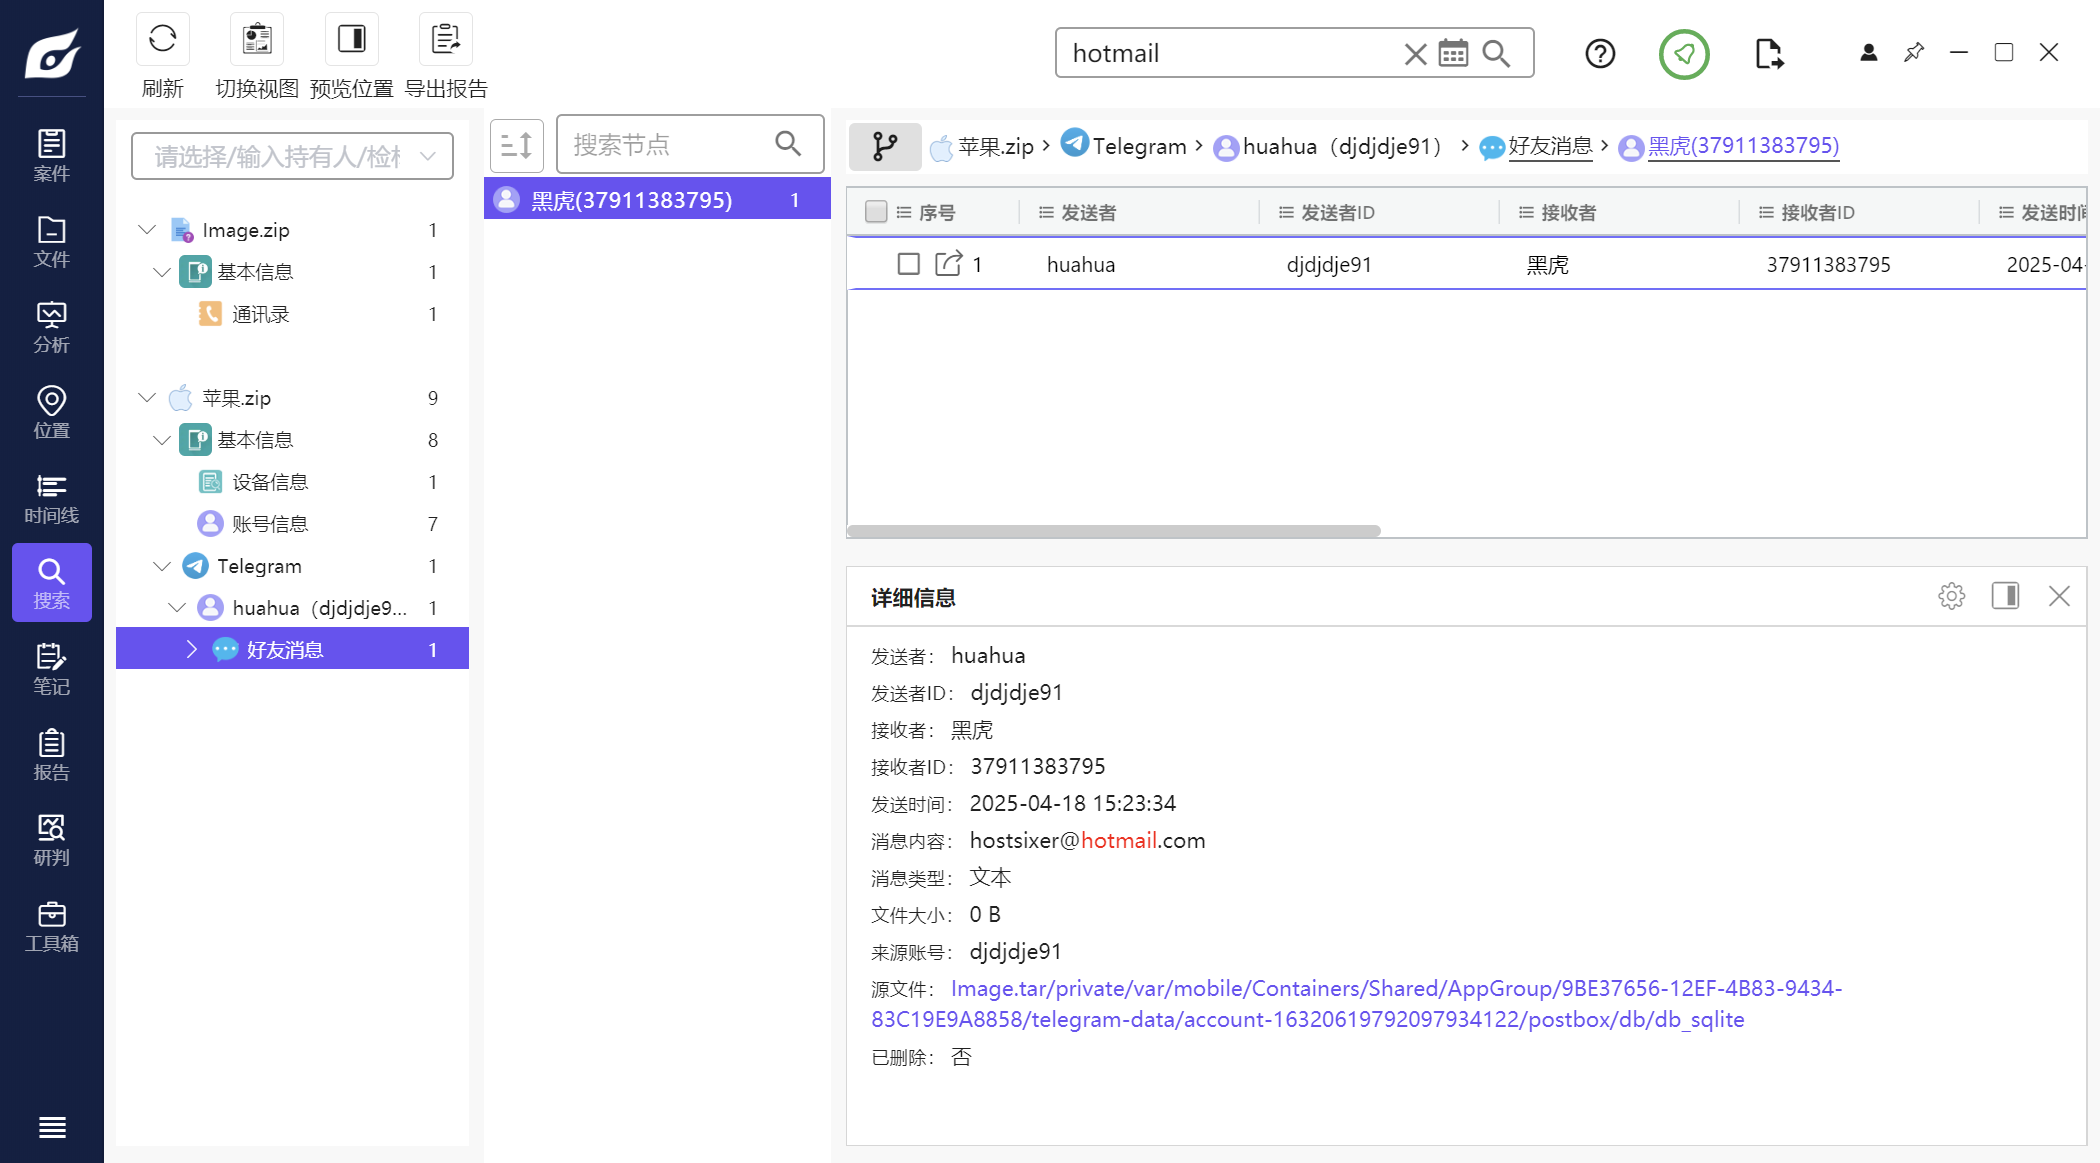 刷新
切换视图
预览位置
导出报告
hotmail
案件
文件
分析
位置
时间线
搜索
笔记
报告
研判
工具箱
请选择/输入持有人/检材
Image.zip 1
基本信息 1
通讯录 1
苹果.zip 9
基本信息 8
设备信息 1
账号信息 7
Telegram 1
huahua（djdjdje9... 1
好友消息 1
搜索节点
黑虎(37911383795) 1
苹果.zip › Telegram › huahua（djdjdje91） › 好友消息 › 黑虎(37911383795)
序号 发送者 发送者ID 接收者 接收者ID 发送时间
1 huahua djdjdje91 黑虎 37911383795 2025-04-
详细信息
发送者： huahua
发送者ID： djdjdje91
接收者： 黑虎
接收者ID： 37911383795
发送时间： 2025-04-18 15:23:34
消息内容： hostsixer@hotmail.com
消息类型： 文本
文件大小： 0 B
来源账号： djdjdje91
源文件： Image.tar/private/var/mobile/Containers/Shared/AppGroup/9BE37656-12EF-4B83-9434-
83C19E9A8858/telegram-data/account-16320619792097934122/postbox/db/db_sqlite
已删除： 否